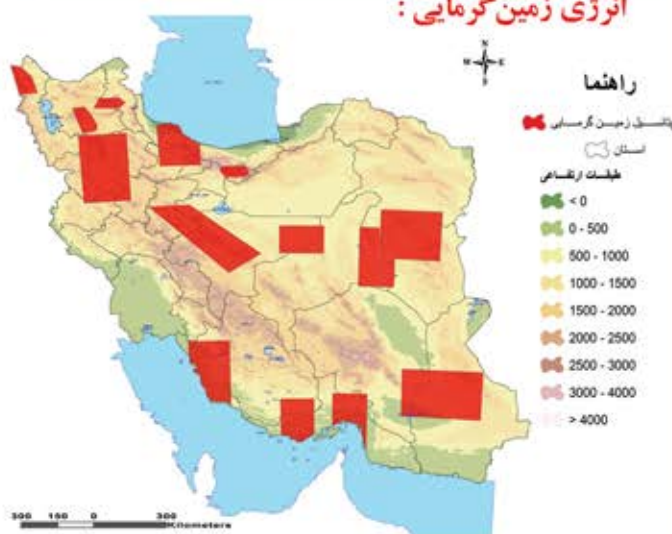 انرژی زمین‌گرمایی :
N
W E
S
راهنما
پتانسیل زمین گرمایی
استان
طبقات ارتفاعی
< 0
0 - 500
500 - 1000
1000 - 1500
1500 - 2000
2000 - 2500
2500 - 3000
3000 - 4000
> 4000
300 150 0 300
Kilometers